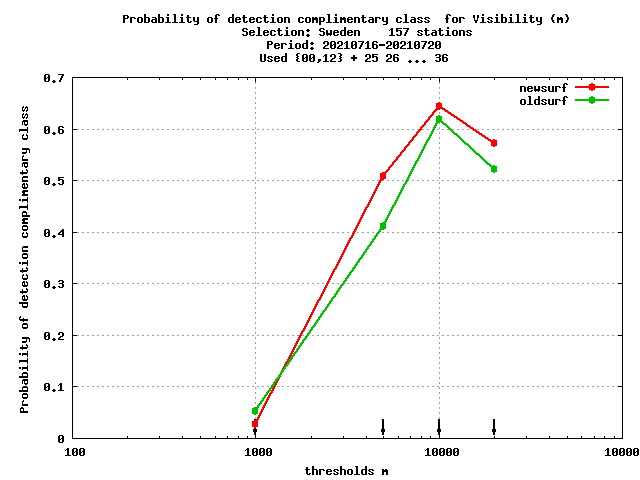 Probability of detection complimentary class  for Visibility (m)
Selection: Sweden    157 stations
Period: 20210716-20210720
Used {00,12} + 25 26 ... 36
newsurf
oldsurf
Probability of detection complimentary class
0.7
0.6
0.5
0.4
0.3
0.2
0.1
0
100 1000 10000 10000
thresholds m